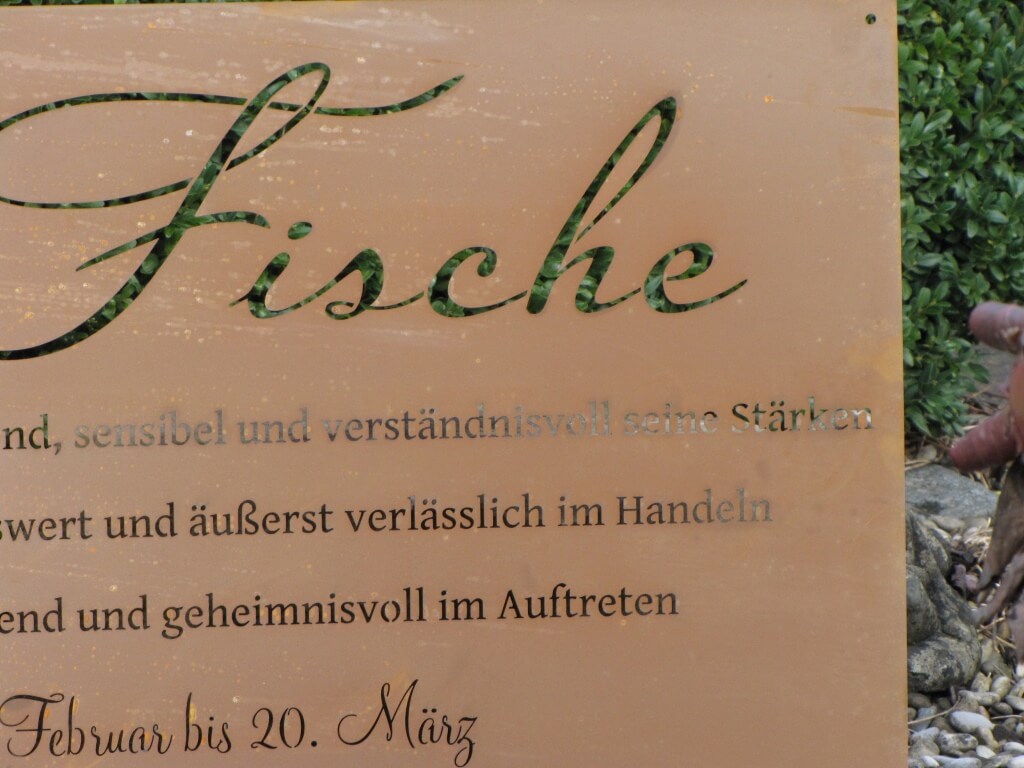 Fische
nd, sensibel und verständnisvoll seine Stärken
swert und äußerst verlässlich im Handeln
end und geheimnisvoll im Auftreten
Februar bis 20. März